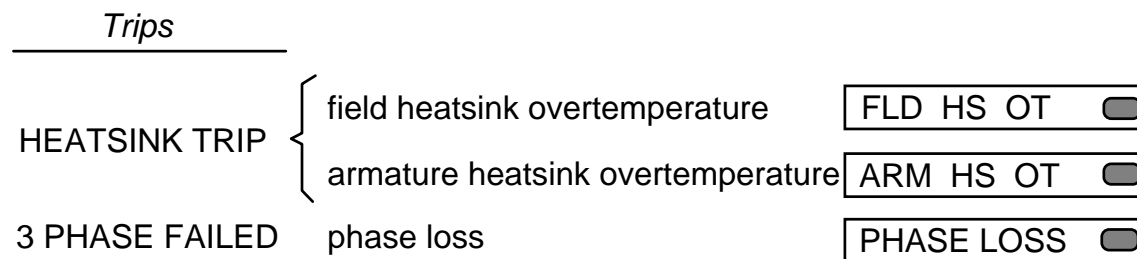 Trips
field heatsink overtemperature FLD HS OT
HEATSINK TRIP
armature heatsink overtemperature ARM HS OT
3 PHASE FAILED phase loss PHASE LOSS